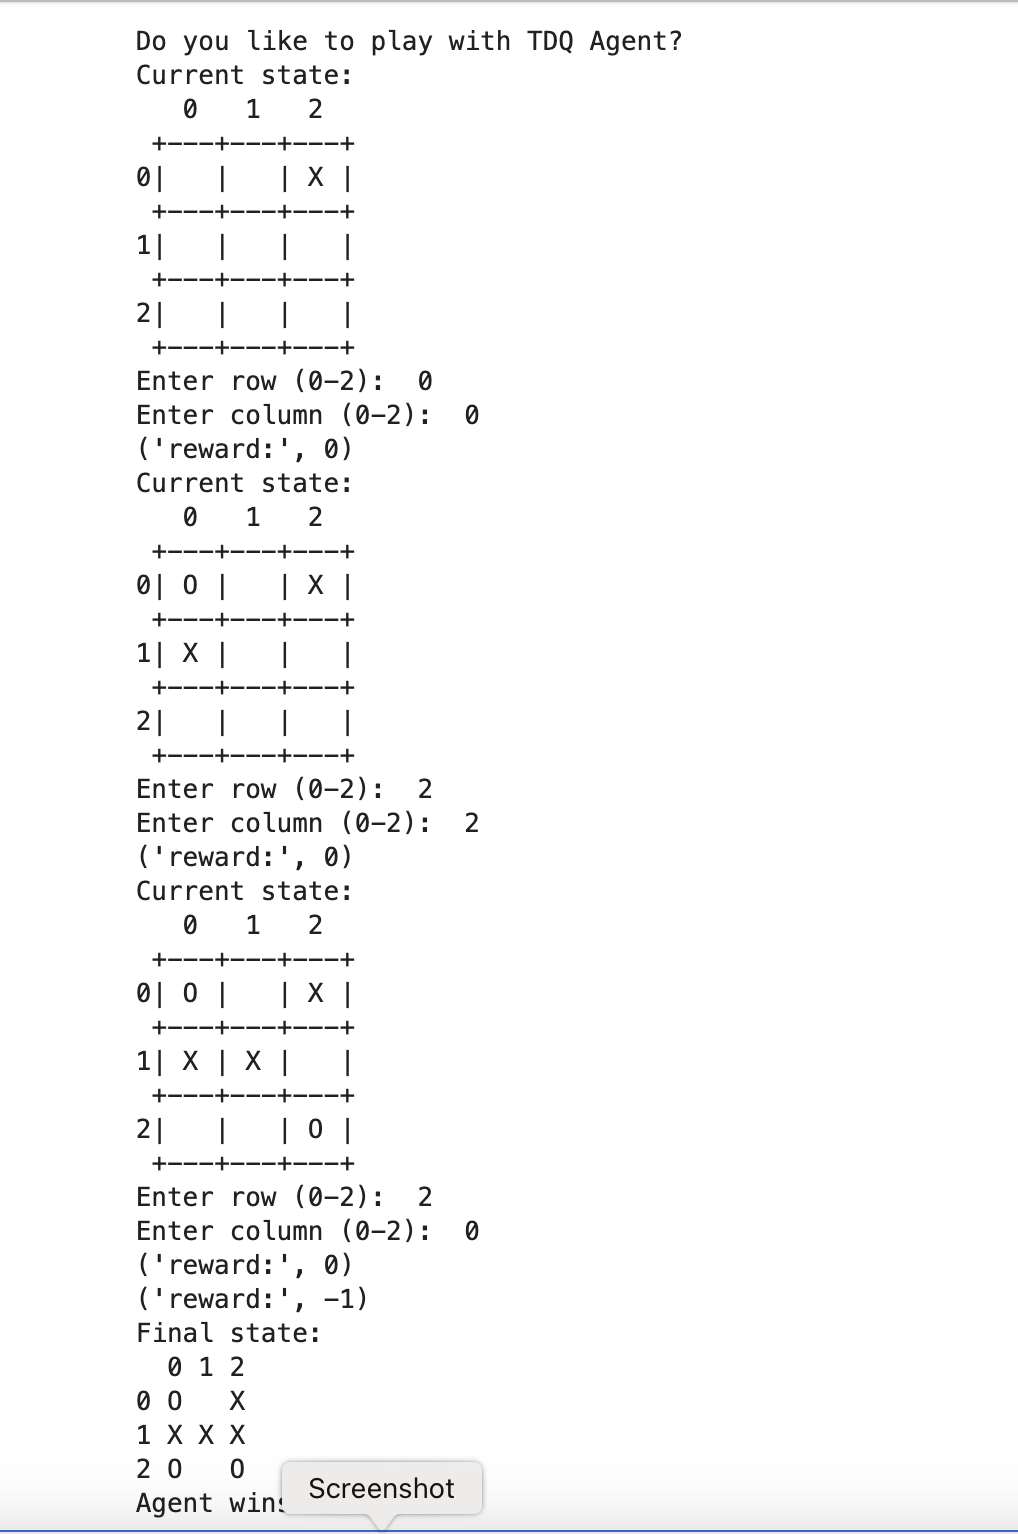 Do you like to play with TDQ Agent?
Current state:
   0   1   2
 +---+---+---+
0|   |   | X |
 +---+---+---+
1|   |   |   |
 +---+---+---+
2|   |   |   |
 +---+---+---+
Enter row (0-2):  0
Enter column (0-2):  0
('reward:', 0)
Current state:
   0   1   2
 +---+---+---+
0| O |   | X |
 +---+---+---+
1| X |   |   |
 +---+---+---+
2|   |   |   |
 +---+---+---+
Enter row (0-2):  2
Enter column (0-2):  2
('reward:', 0)
Current state:
   0   1   2
 +---+---+---+
0| O |   | X |
 +---+---+---+
1| X | X |   |
 +---+---+---+
2|   |   | O |
 +---+---+---+
Enter row (0-2):  2
Enter column (0-2):  0
('reward:', 0)
('reward:', -1)
Final state:
  0 1 2
0 O   X
1 X X X
2 O   O
Agent wins
Screenshot